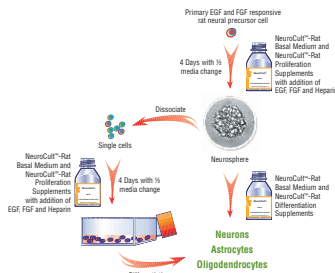 Primary EGF and FGF responsive
rat neural precursor cell
4 Days with ½
media change
NeuroCult™-Rat
Basal Medium and
NeuroCult™-Rat
Proliferation
Supplements
with addition of
EGF, FGF and Heparin
Dissociate
Single cells
Neurosphere
NeuroCult™-Rat
Basal Medium and
NeuroCult™-Rat
Proliferation
Supplements
with addition of
EGF, FGF and Heparin
4 Days with ½
media change
NeuroCult™-Rat
Basal Medium and
NeuroCult™-Rat
Differentiation
Supplements
Neurons
Astrocytes
Oligodendrocytes